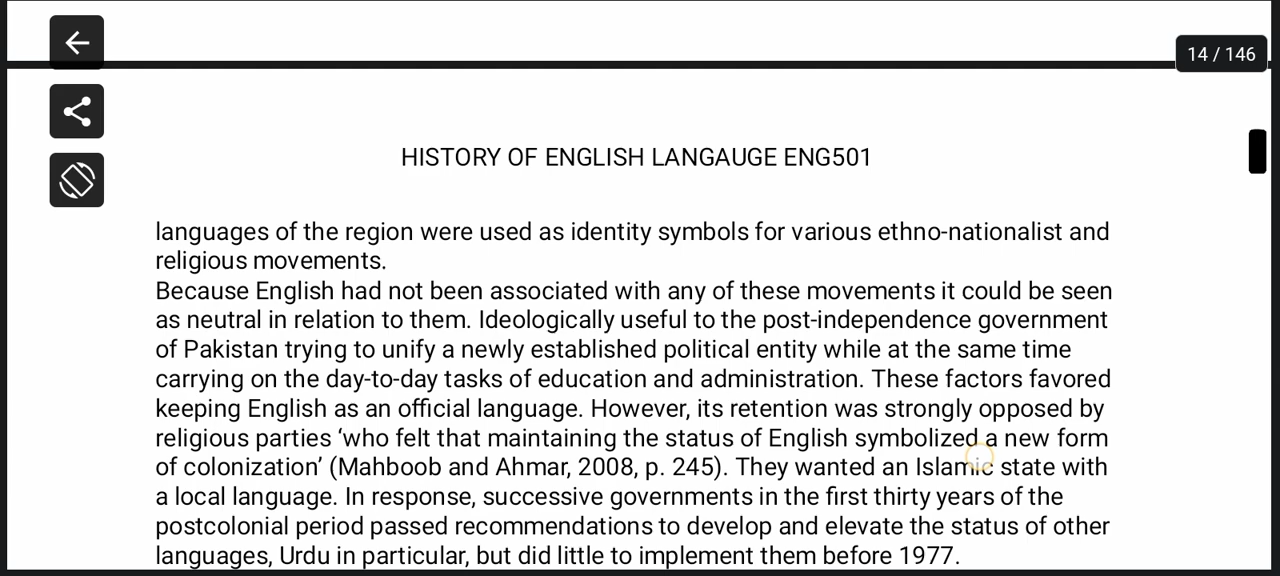 14 / 146
HISTORY OF ENGLISH LANGAUGE ENG501
languages of the region were used as identity symbols for various ethno-nationalist and
religious movements.
Because English had not been associated with any of these movements it could be seen
as neutral in relation to them. Ideologically useful to the post-independence government
of Pakistan trying to unify a newly established political entity while at the same time
carrying on the day-to-day tasks of education and administration. These factors favored
keeping English as an official language. However, its retention was strongly opposed by
religious parties ‘who felt that maintaining the status of English symbolized a new form
of colonization’ (Mahboob and Ahmar, 2008, p. 245). They wanted an Islamic state with
a local language. In response, successive governments in the first thirty years of the
postcolonial period passed recommendations to develop and elevate the status of other
languages, Urdu in particular, but did little to implement them before 1977.